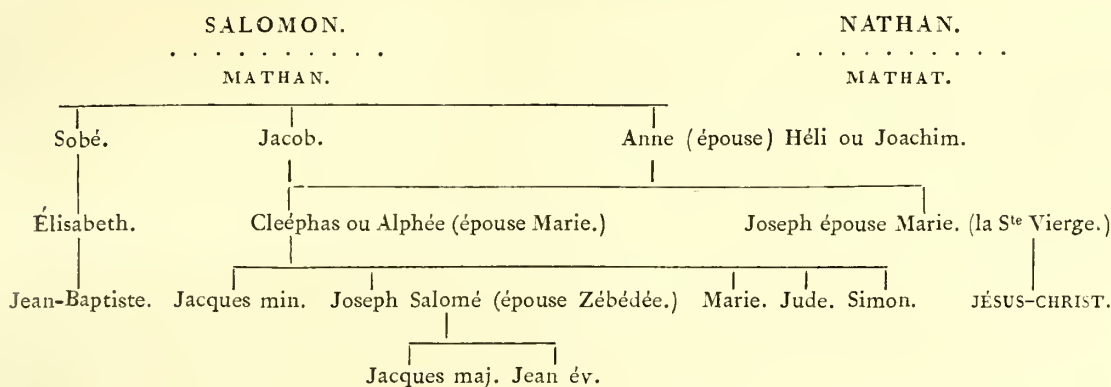 SALOMON. NATHAN.
. . . . . . . . . . . . . . . . . . . .
MATHAN. MATHAT.
Sobé. Jacob. Anne (épouse) Héli ou Joachim.
Élisabeth. Cleéphas ou Alphée (épouse Marie.) Joseph épouse Marie. (la Ste Vierge.)
Jean-Baptiste. Jacques min. Joseph Salomé (épouse Zébédée.) Marie. Jude. Simon. JÉSUS-CHRIST.
Jacques maj. Jean év.